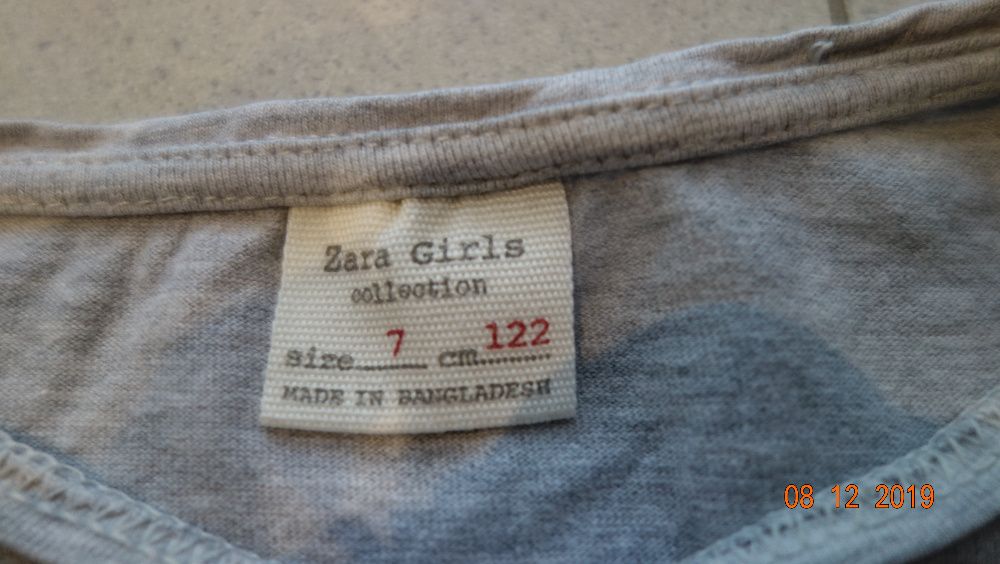 Zara Girls
collection
size 7 cm 122
MADE IN BANGLADESH
08 12 2019